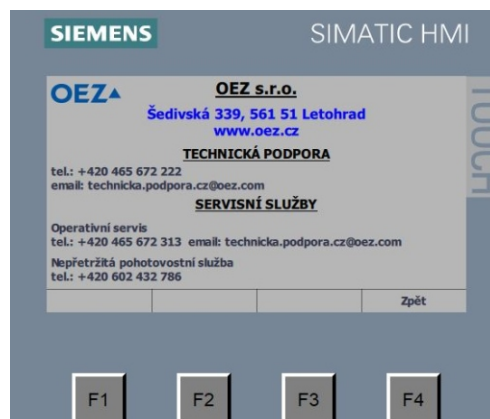 SIEMENS
SIMATIC HMI
TOUCH
OEZ
OEZ s.r.o.
Šedivská 339, 561 51 Letohrad
www.oez.cz
TECHNICKÁ PODPORA
tel.: +420 465 672 222
email: technicka.podpora.cz@oez.com
SERVISNÍ SLUŽBY
Operativní servis
tel.: +420 465 672 313 email: technicka.podpora.cz@oez.com
Nepřetržitá pohotovostní služba
tel.: +420 602 432 786
Zpět
F1 F2 F3 F4